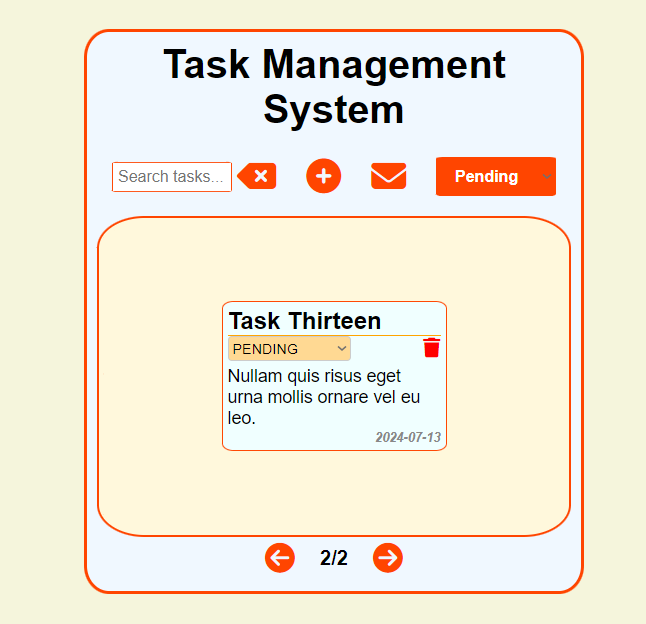 Task Management
System
Search tasks...
Pending
Task Thirteen
PENDING
Nullam quis risus eget
urna mollis ornare vel eu
leo.
2024-07-13
2/2